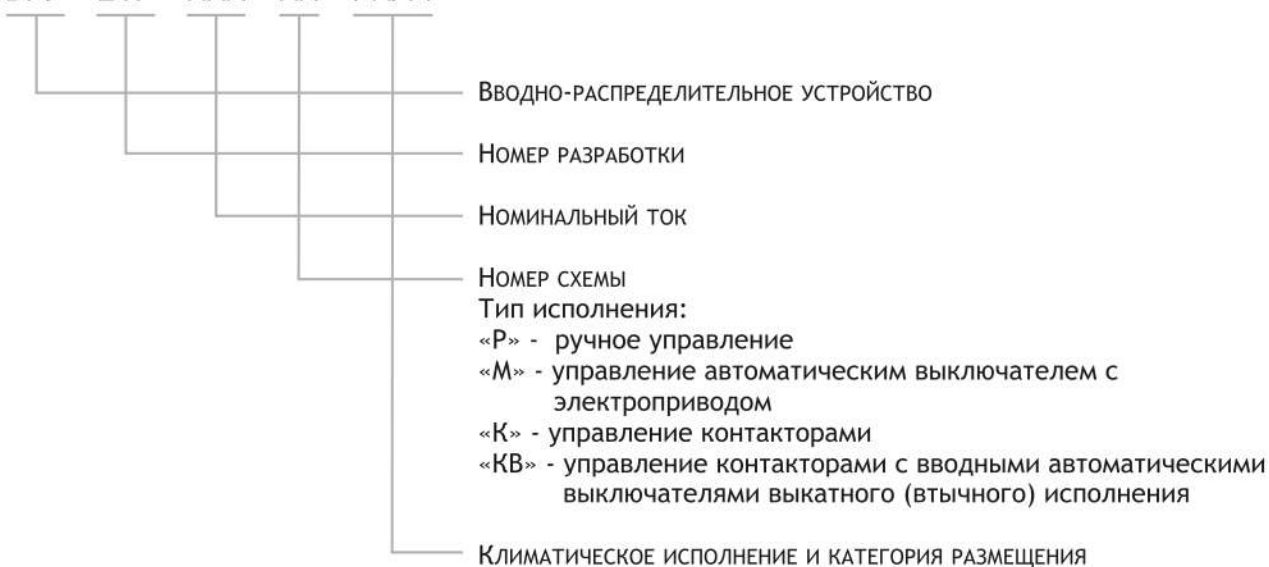 Вводно-распределительное устройство
Номер разработки
Номинальный ток
Номер схемы
Тип исполнения:
«Р» - ручное управление
«М» - управление автоматическим выключателем с
электроприводом
«К» - управление контакторами
«КВ» - управление контакторами с вводными автоматическими
выключателями выкатного (втычного) исполнения
Климатическое исполнение и категория размещения